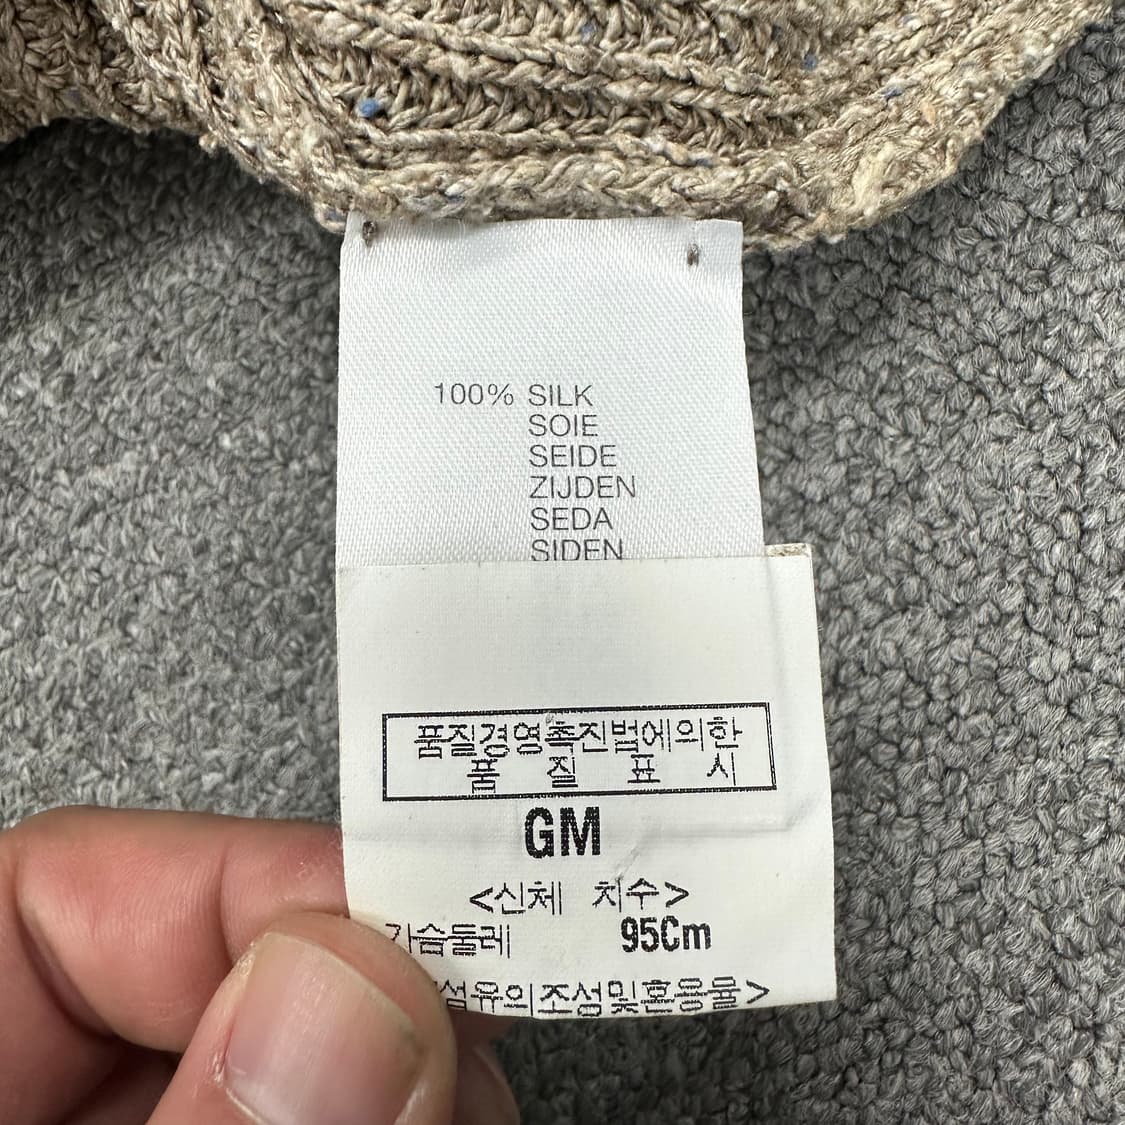 100% SILK
SOIE
SEIDE
ZIJDEN
SEDA
SIDEN
품질경영촉진법에의한
품 질 표 시
GM
<신체 치수>
가슴둘레 95Cm
섬유의조성및혼용물>